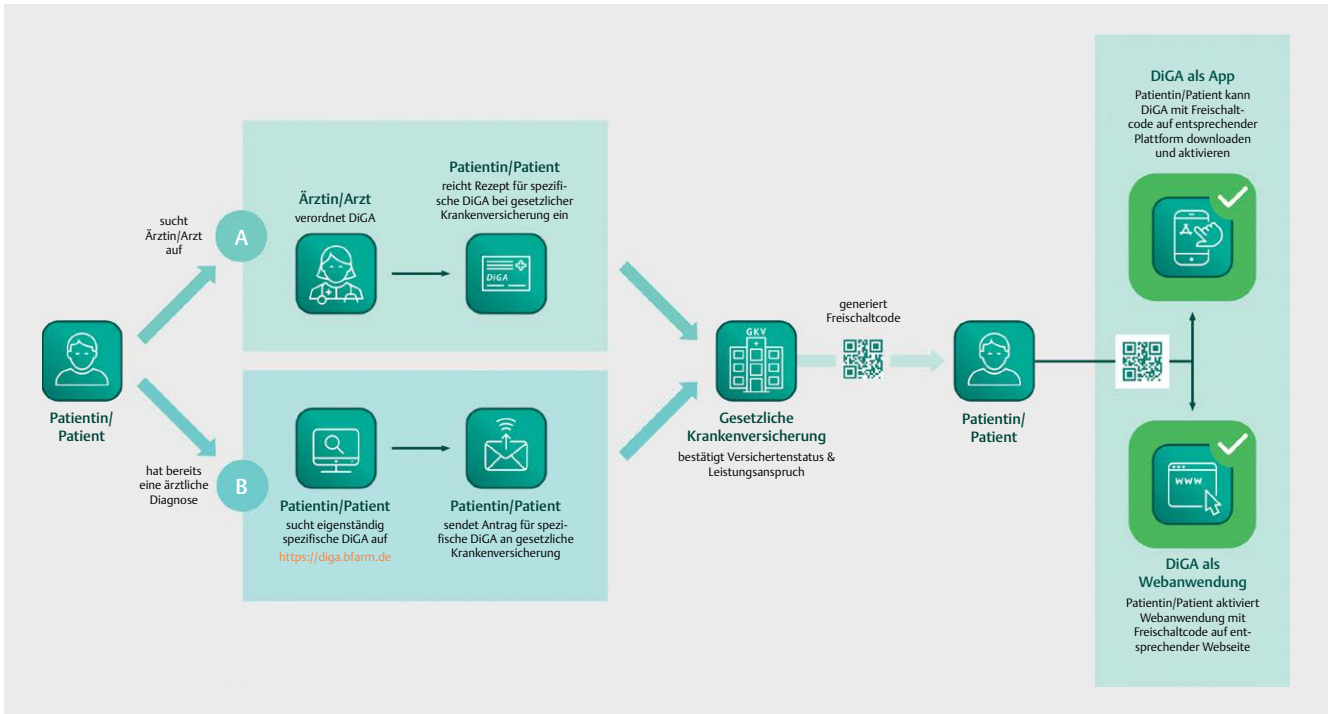 Patientin/
Patient
sucht
Ärztin/Arzt
auf
A
Ärztin/Arzt
verordnet DiGA
Patientin/Patient
reicht Rezept für spezifi-
sche DiGA bei gesetzlicher
Krankenversicherung ein
DiGA
hat bereits
eine ärztliche
Diagnose
B
Patientin/Patient
sucht eigenständig
spezifische DiGA auf
https://diga.bfarm.de
Patientin/Patient
sendet Antrag für spezi-
fische DiGA an gesetzliche
Krankenversicherung
GKV
Gesetzliche
Krankenversicherung
bestätigt Versichertenstatus &
Leistungsanspruch
generiert
Freischaltcode
Patientin/
Patient
DiGA als App
Patientin/Patient kann
DiGA mit Freischalt-
code auf entsprechender
Plattform downloaden
und aktivieren
www
DiGA als
Webanwendung
Patientin/Patient aktiviert
Webanwendung mit
Freischaltcode auf ent-
sprechender Webseite